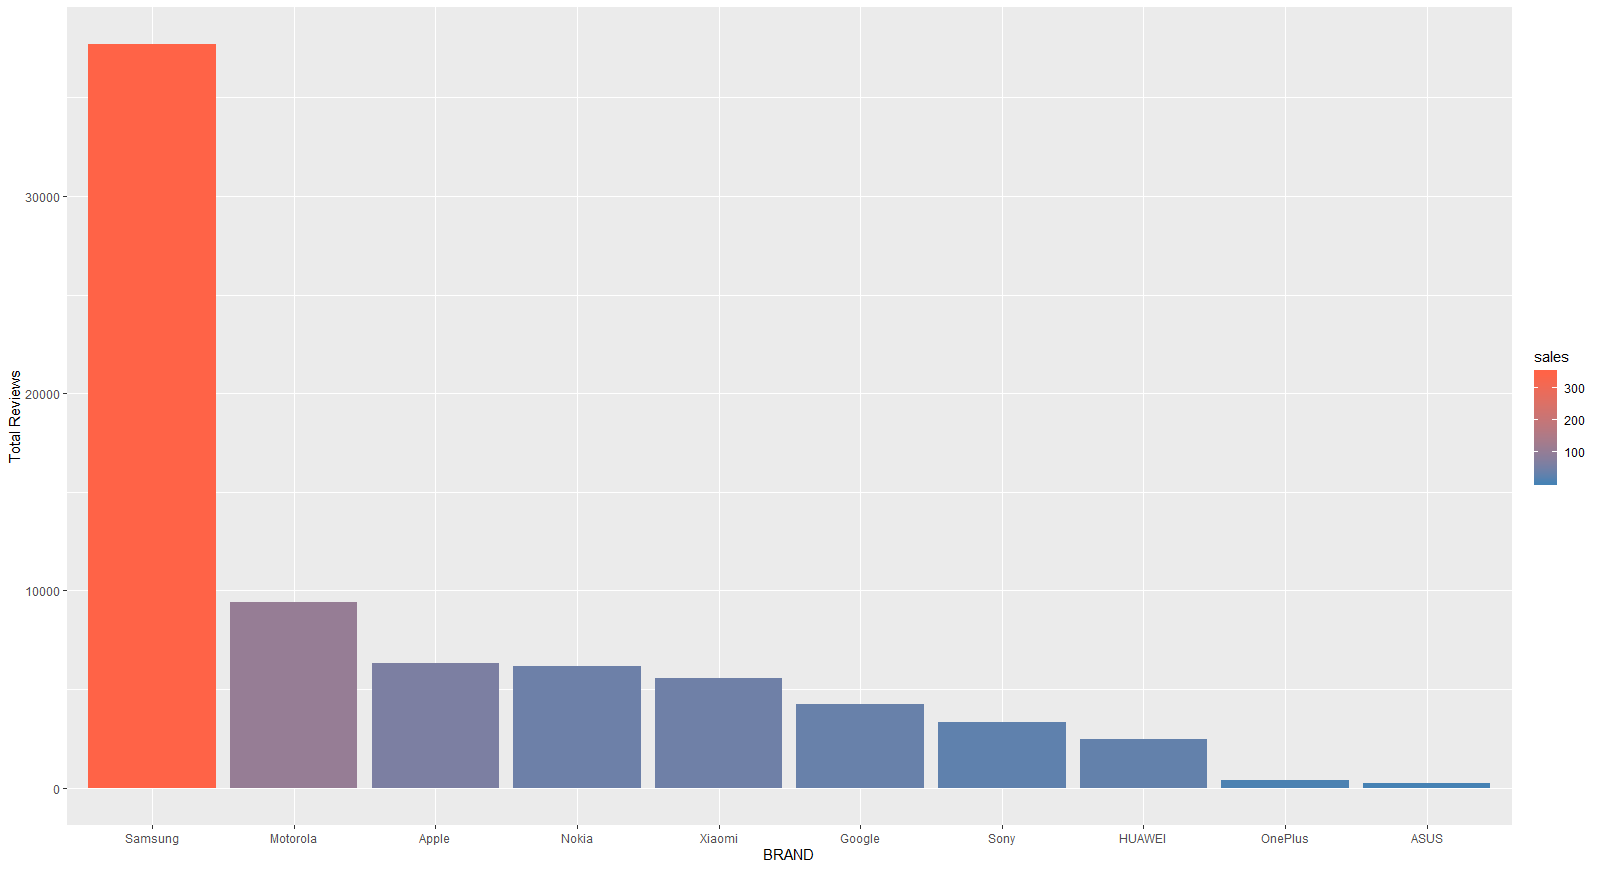 Total Reviews
30000
20000
10000
0
Samsung Motorola Apple Nokia Xiaomi Google Sony HUAWEI OnePlus ASUS
BRAND
sales
300
200
100